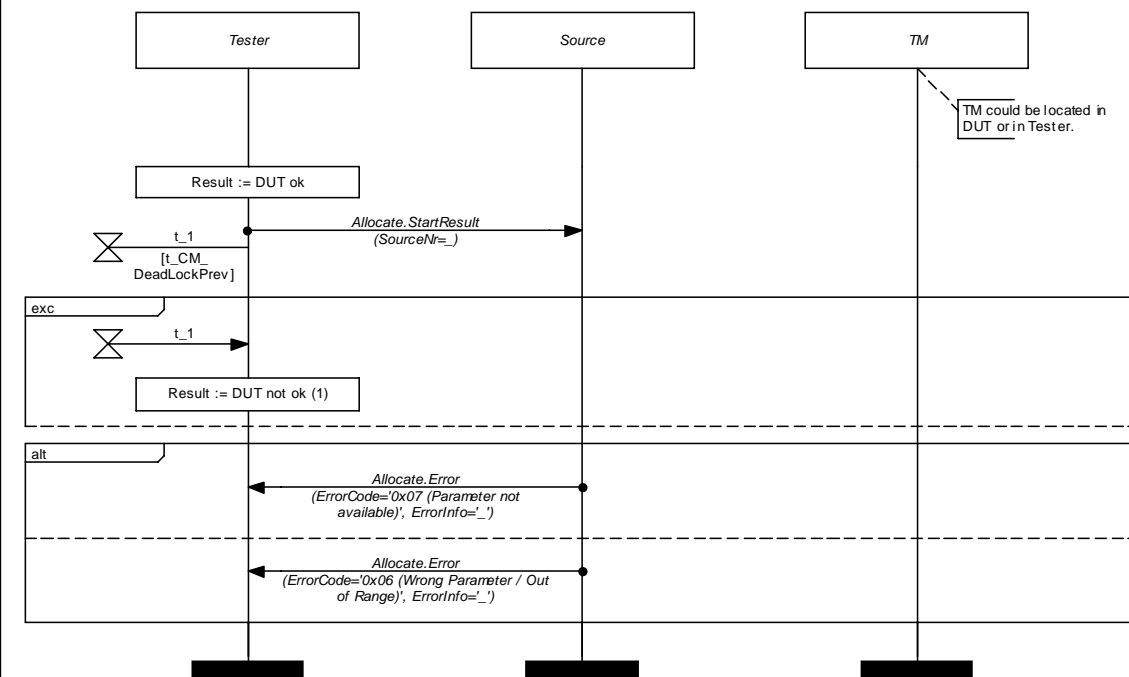 Tester
Source
TM
TM could be located in
DUT or in Tester.
Result := DUT ok
Allocate.StartResult
(SourceNr=_)
t_1
[t_CM_
DeadLockPrev]
exc
t_1
Result := DUT not ok (1)
alt
Allocate.Error
(ErrorCode='0x07 (Parameter not
available)', ErrorInfo='_')
Allocate.Error
(ErrorCode='0x06 (Wrong Parameter / Out
of Range)', ErrorInfo='_')